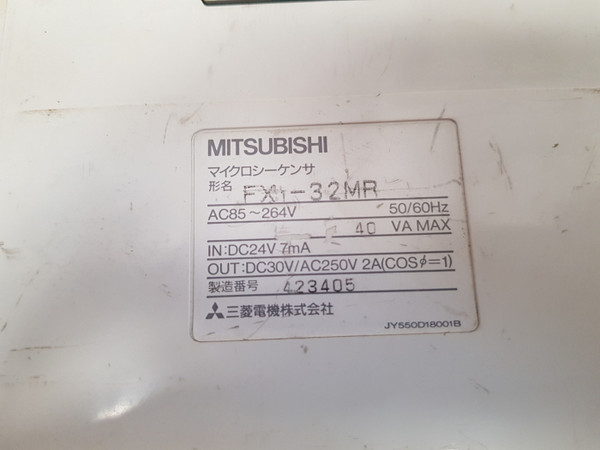 MITSUBISHI
マイクロシーケンサ
形名 FX1-32MR
AC85~264V 50/60Hz
40 VA MAX
IN:DC24V 7mA
OUT:DC30V/AC250V 2A(COSφ=1)
製造番号 423405
三菱電機株式会社
JY550D18001B